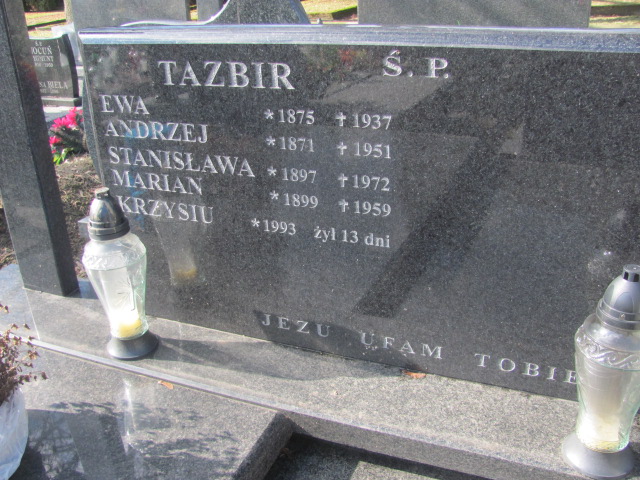 TAZBIR Ś. P.
EWA *1875 †1937
ANDRZEJ *1871 †1951
STANISŁAWA *1897 †1972
MARIAN *1899 †1959
KRZYSIU *1993 żył 13 dni
JEZU UFAM TOBIE